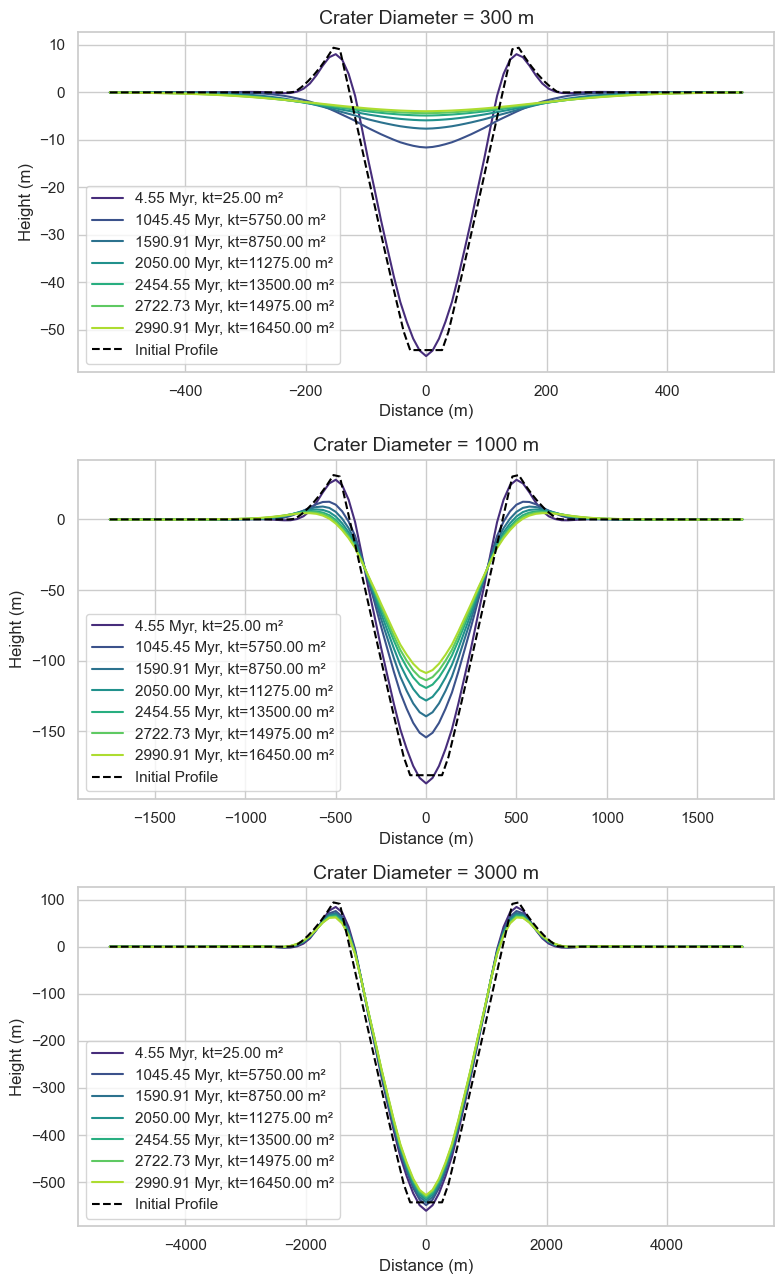 Crater Diameter = 300 m
10
0
−10
−20
−30
−40
−50
Height (m)
4.55 Myr, kt=25.00 m²
1045.45 Myr, kt=5750.00 m²
1590.91 Myr, kt=8750.00 m²
2050.00 Myr, kt=11275.00 m²
2454.55 Myr, kt=13500.00 m²
2722.73 Myr, kt=14975.00 m²
2990.91 Myr, kt=16450.00 m²
Initial Profile
−400 −200 0 200 400
Distance (m)
Crater Diameter = 1000 m
0
−50
−100
−150
Height (m)
4.55 Myr, kt=25.00 m²
1045.45 Myr, kt=5750.00 m²
1590.91 Myr, kt=8750.00 m²
2050.00 Myr, kt=11275.00 m²
2454.55 Myr, kt=13500.00 m²
2722.73 Myr, kt=14975.00 m²
2990.91 Myr, kt=16450.00 m²
Initial Profile
−1500 −1000 −500 0 500 1000 1500
Distance (m)
Crater Diameter = 3000 m
100
0
−100
−200
−300
−400
−500
Height (m)
4.55 Myr, kt=25.00 m²
1045.45 Myr, kt=5750.00 m²
1590.91 Myr, kt=8750.00 m²
2050.00 Myr, kt=11275.00 m²
2454.55 Myr, kt=13500.00 m²
2722.73 Myr, kt=14975.00 m²
2990.91 Myr, kt=16450.00 m²
Initial Profile
−4000 −2000 0 2000 4000
Distance (m)